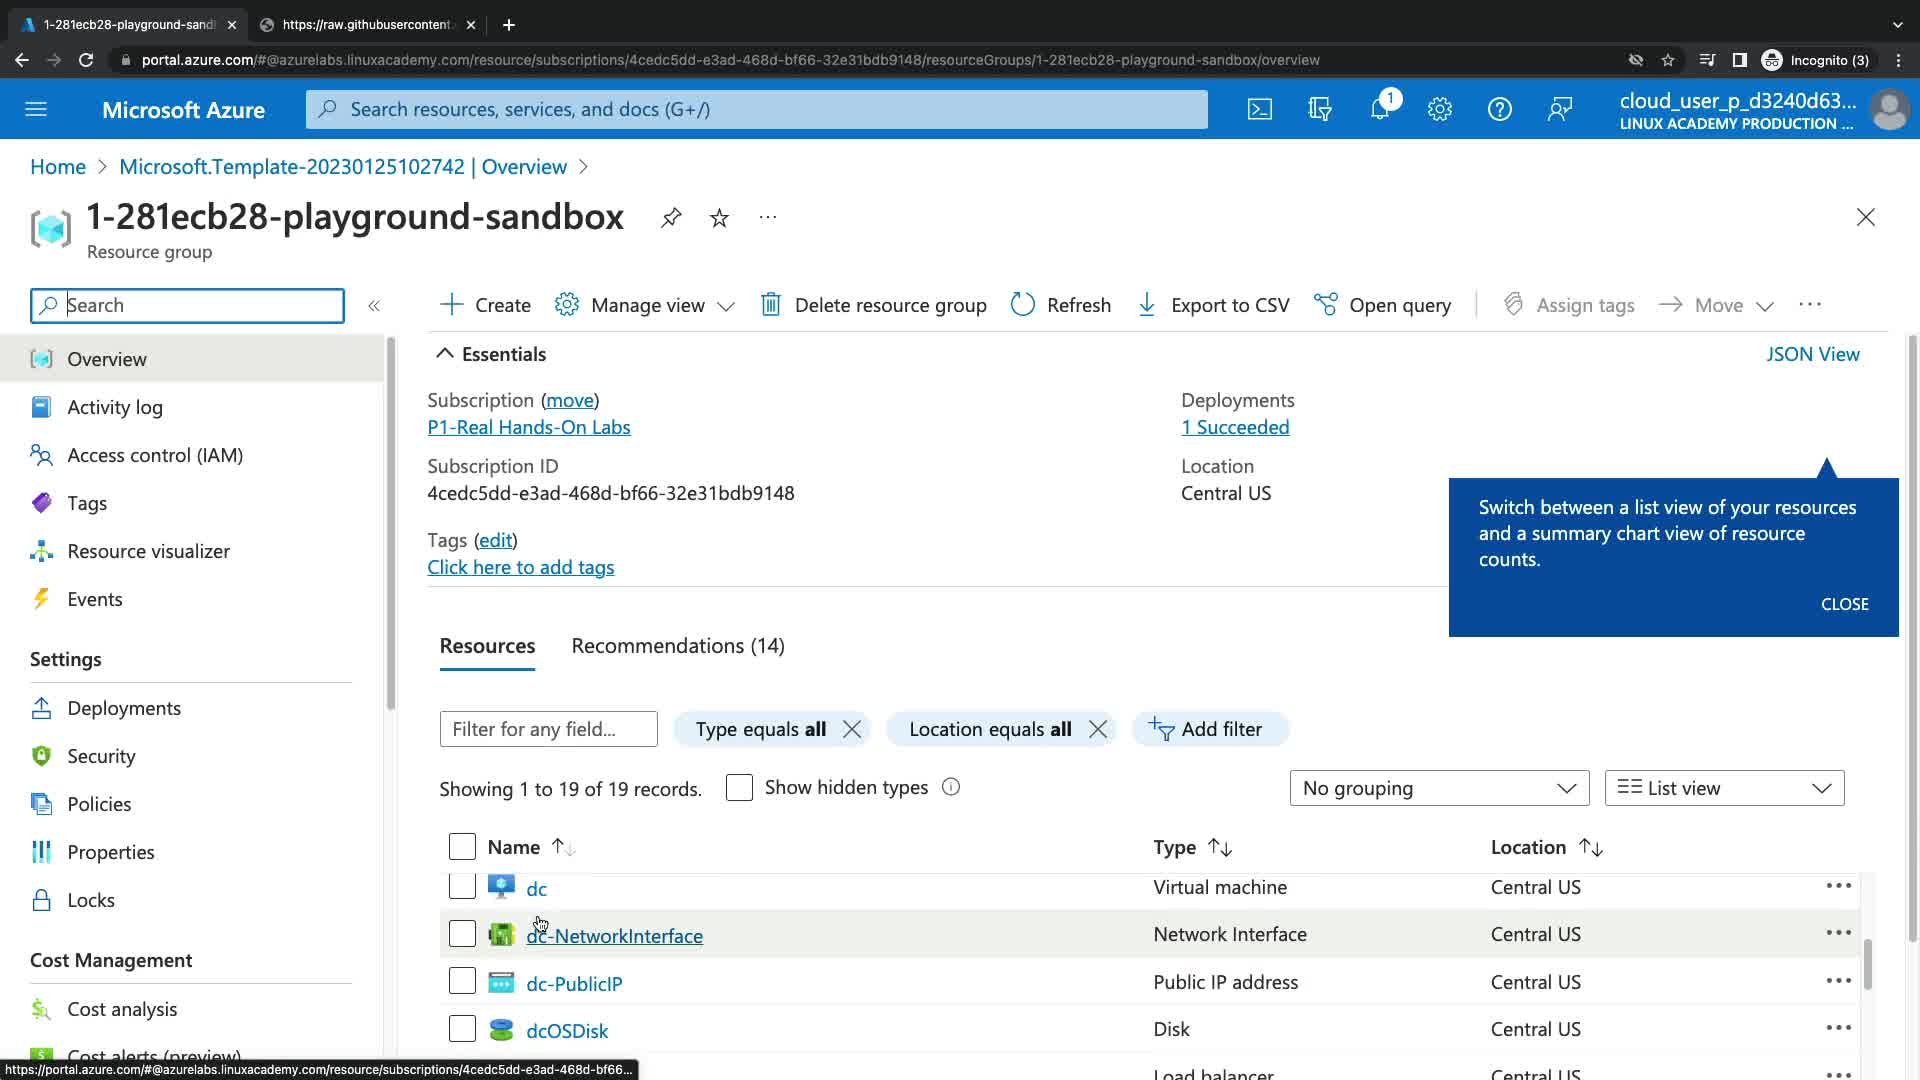 1-281ecb28-playground-sand
https://raw.githubusercontent.
portal.azure.com/#@azurelabs.linuxacademy.com/resource/subscriptions/4cedc5dd-e3ad-468d-bf66-32e31bdb9148/resourceGroups/1-281ecb28-playground-sandbox/overview
Incognito (3)
Microsoft Azure
Search resources, services, and docs (G+/)
1
cloud_user_p_d3240d63...
LINUX ACADEMY PRODUCTION ...
Home > Microsoft.Template-20230125102742 | Overview >
1-281ecb28-playground-sandbox
Resource group
Search
Create
Manage view
Delete resource group
Refresh
Export to CSV
Open query
Assign tags
Move
Overview
Activity log
Access control (IAM)
Tags
Resource visualizer
Events
Settings
Deployments
Security
Policies
Properties
Locks
Cost Management
Cost analysis
Cost alerts (preview)
Essentials
JSON View
Subscription (move)
P1-Real Hands-On Labs
Subscription ID
4cedc5dd-e3ad-468d-bf66-32e31bdb9148
Tags (edit)
Click here to add tags
Deployments
1 Succeeded
Location
Central US
Switch between a list view of your resources
and a summary chart view of resource
counts.
CLOSE
Resources
Recommendations (14)
Filter for any field...
Type equals all
Location equals all
Add filter
Showing 1 to 19 of 19 records.
Show hidden types
No grouping
List view
Name
Type
Location
dc
Virtual machine
Central US
dc-NetworkInterface
Network Interface
Central US
dc-PublicIP
Public IP address
Central US
dcOSDisk
Disk
Central US
Load balancer
Central US
https://portal.azure.com/#@azurelabs.linuxacademy.com/resource/subscriptions/4cedc5dd-e3ad-468d-bf66...